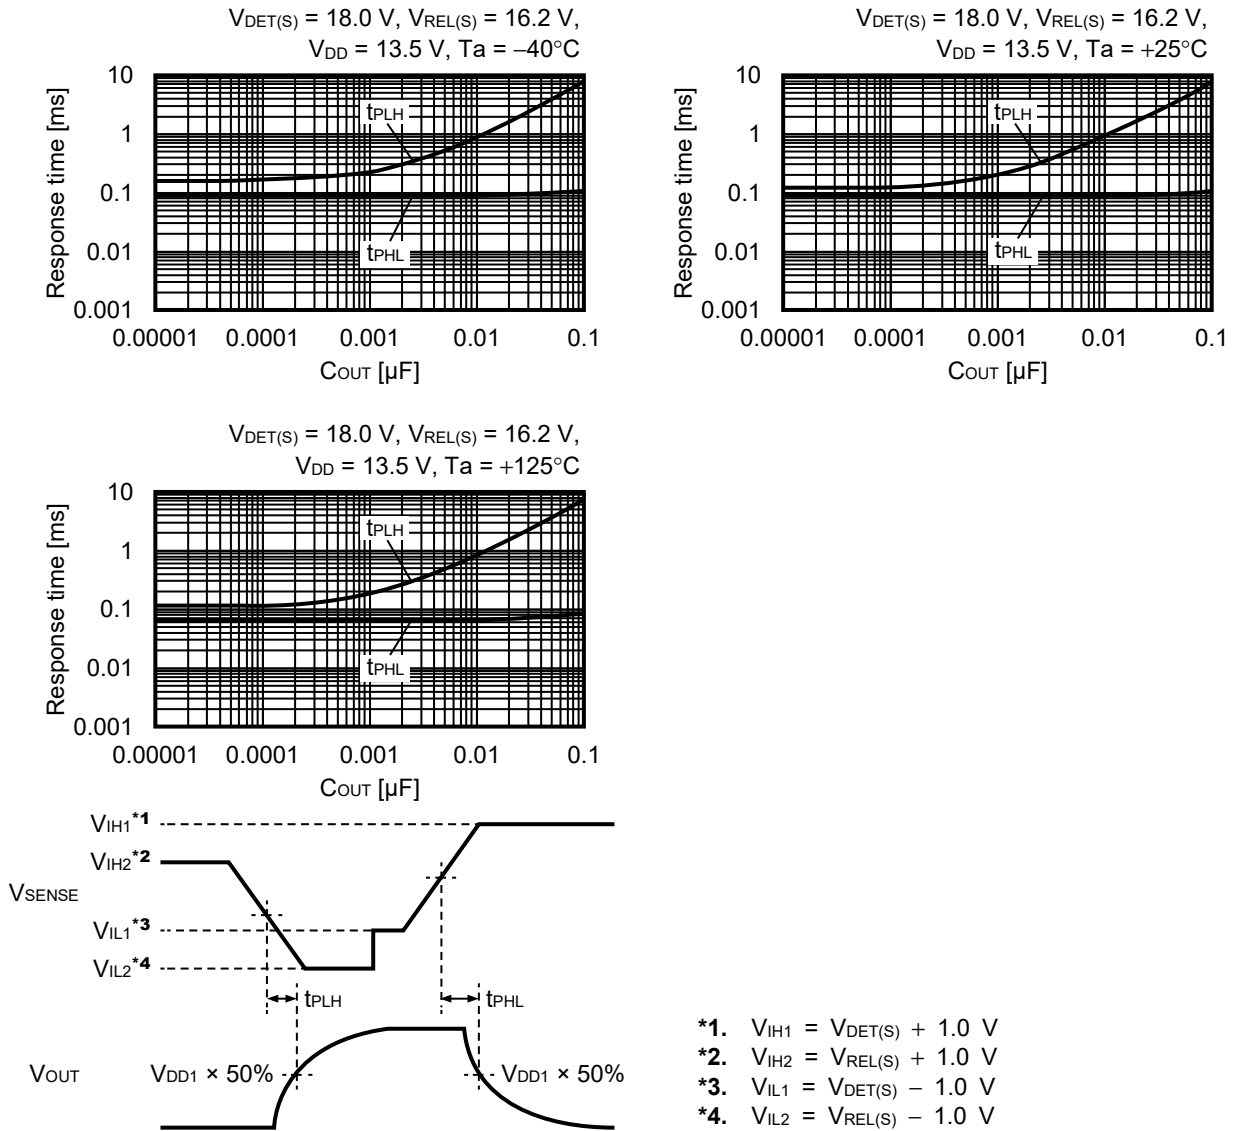 VDET(S) = 18.0 V, VREL(S) = 16.2 V,
VDD = 13.5 V, Ta = −40°C
Response time [ms]
10
1
0.1
0.01
0.001
tPLH
tPHL
0.00001 0.0001 0.001 0.01 0.1
COUT [µF]
VDET(S) = 18.0 V, VREL(S) = 16.2 V,
VDD = 13.5 V, Ta = +25°C
Response time [ms]
10
1
0.1
0.01
0.001
tPLH
tPHL
0.00001 0.0001 0.001 0.01 0.1
COUT [µF]
VDET(S) = 18.0 V, VREL(S) = 16.2 V,
VDD = 13.5 V, Ta = +125°C
Response time [ms]
10
1
0.1
0.01
0.001
tPLH
tPHL
0.00001 0.0001 0.001 0.01 0.1
COUT [µF]
VIH1*1
VIH2*2
VSENSE
VIL1*3
VIL2*4
tPLH
tPHL
VOUT
VDD1 × 50%
VDD1 × 50%
*1. VIH1 = VDET(S) + 1.0 V
*2. VIH2 = VREL(S) + 1.0 V
*3. VIL1 = VDET(S) − 1.0 V
*4. VIL2 = VREL(S) − 1.0 V